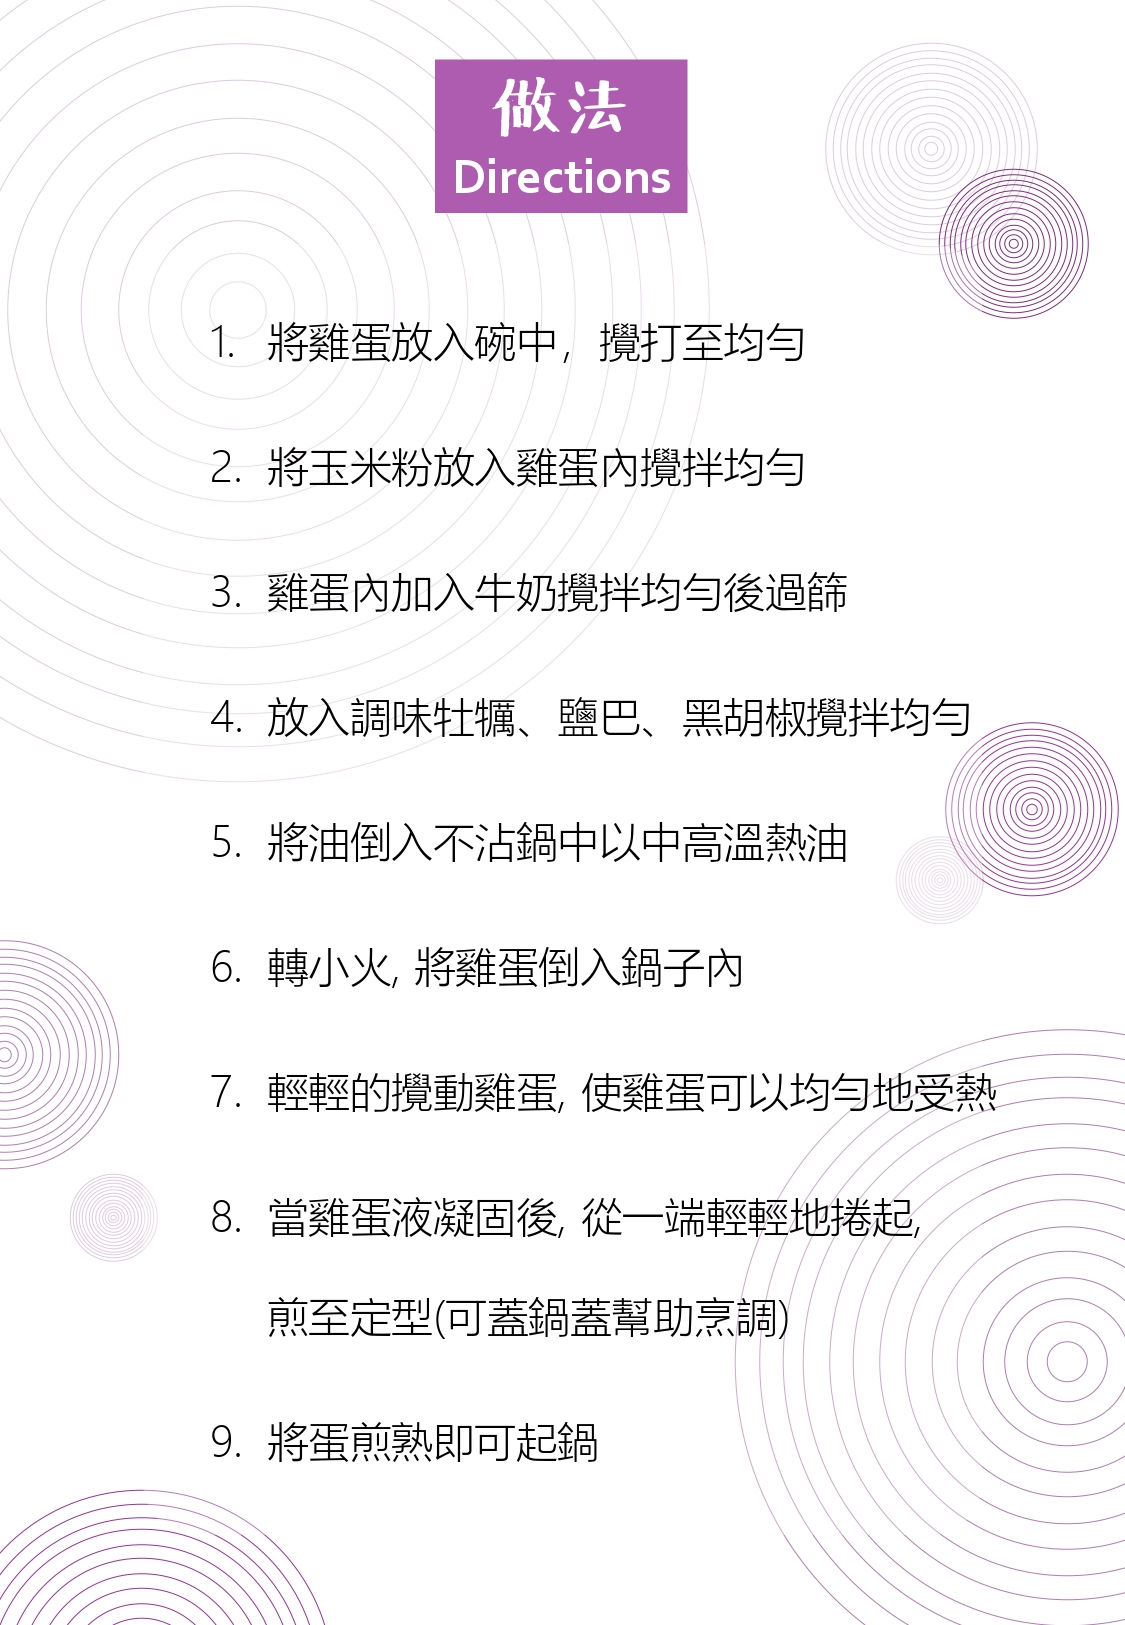 做法
Directions
1. 將雞蛋放入碗中，攪打至均勻
2. 將玉米粉放入雞蛋內攪拌均勻
3. 雞蛋內加入牛奶攪拌均勻後過篩
4. 放入調味牡犡、鹽巴、黑胡椒攪拌均勻
5. 將油倒入不沾鍋中以中高溫熱油
6. 轉小火, 將雞蛋倒入鍋子內
7. 輕輕的攪動雞蛋, 使雞蛋可以均勻地受熱
8. 當雞蛋液凝固後, 從一端輕輕地捲起,
煎至定型(可蓋鍋蓋幫助烹調)
9. 將蛋煎熟即可起鍋